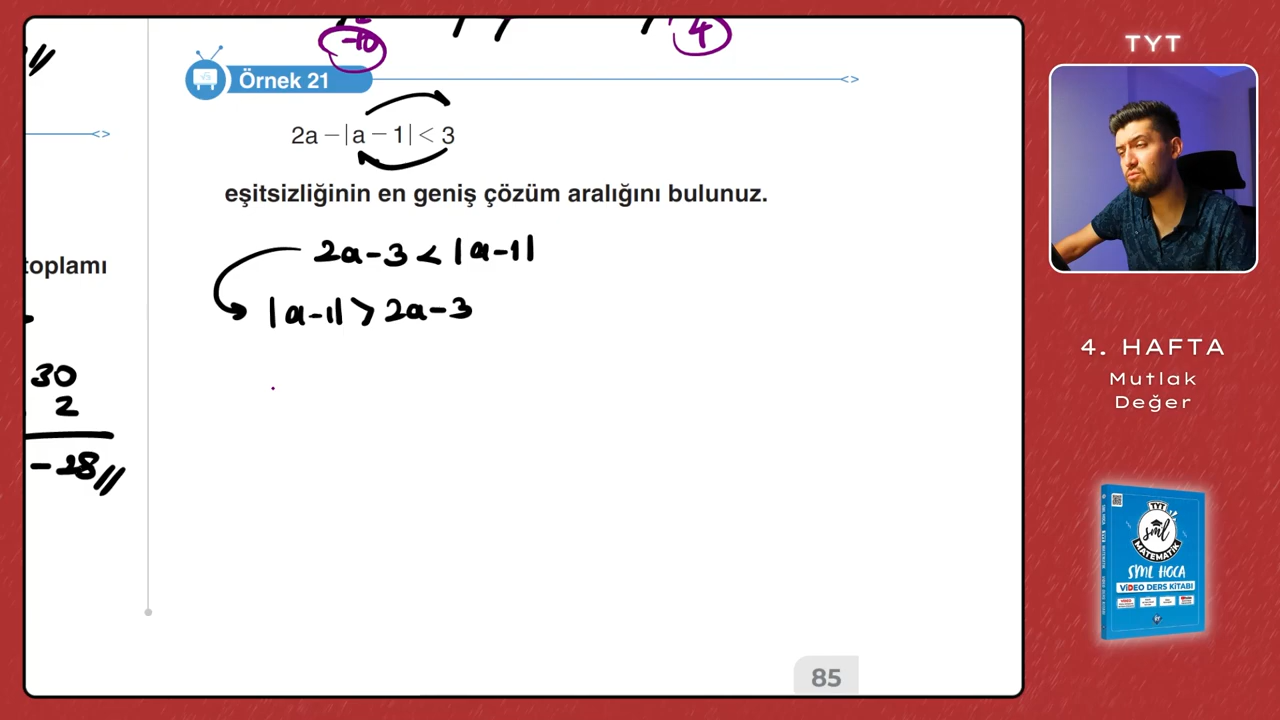 -10
4
TYT
Örnek 21
2a − |a − 1| < 3
eşitsizliğinin en geniş çözüm aralığını bulunuz.
2a-3 < |a-1|
|a-1| > 2a-3
toplamı
30
2
-28//
4. HAFTA
Mutlak
Değer
TYT
sml
MATEMATİK
SML HOCA
VİDEO DERS KİTABI
85